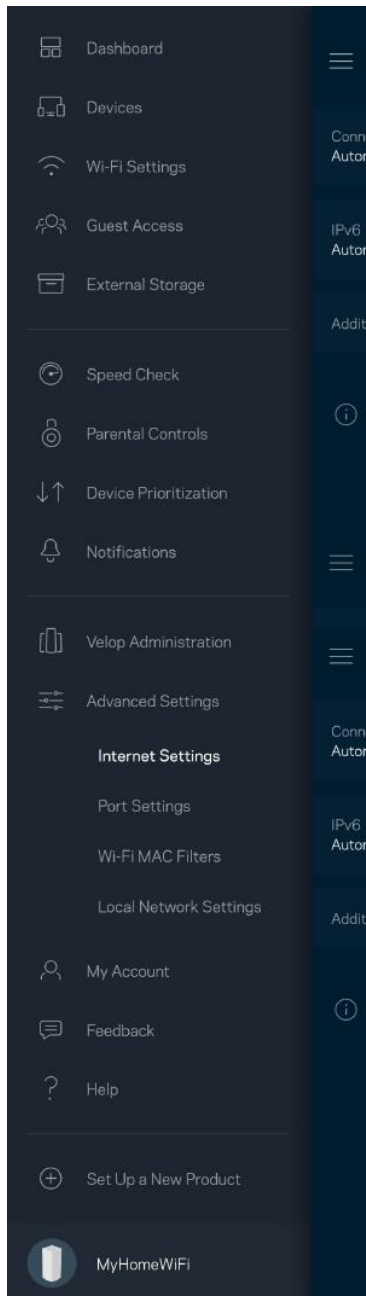 Dashboard
Devices
Wi-Fi Settings
Guest Access
External Storage
Speed Check
Parental Controls
Device Prioritization
Notifications
Velop Administration
Advanced Settings
Internet Settings
Port Settings
Wi-Fi MAC Filters
Local Network Settings
My Account
Feedback
? Help
Set Up a New Product
MyHomeWiFi
IPv6
IPv6